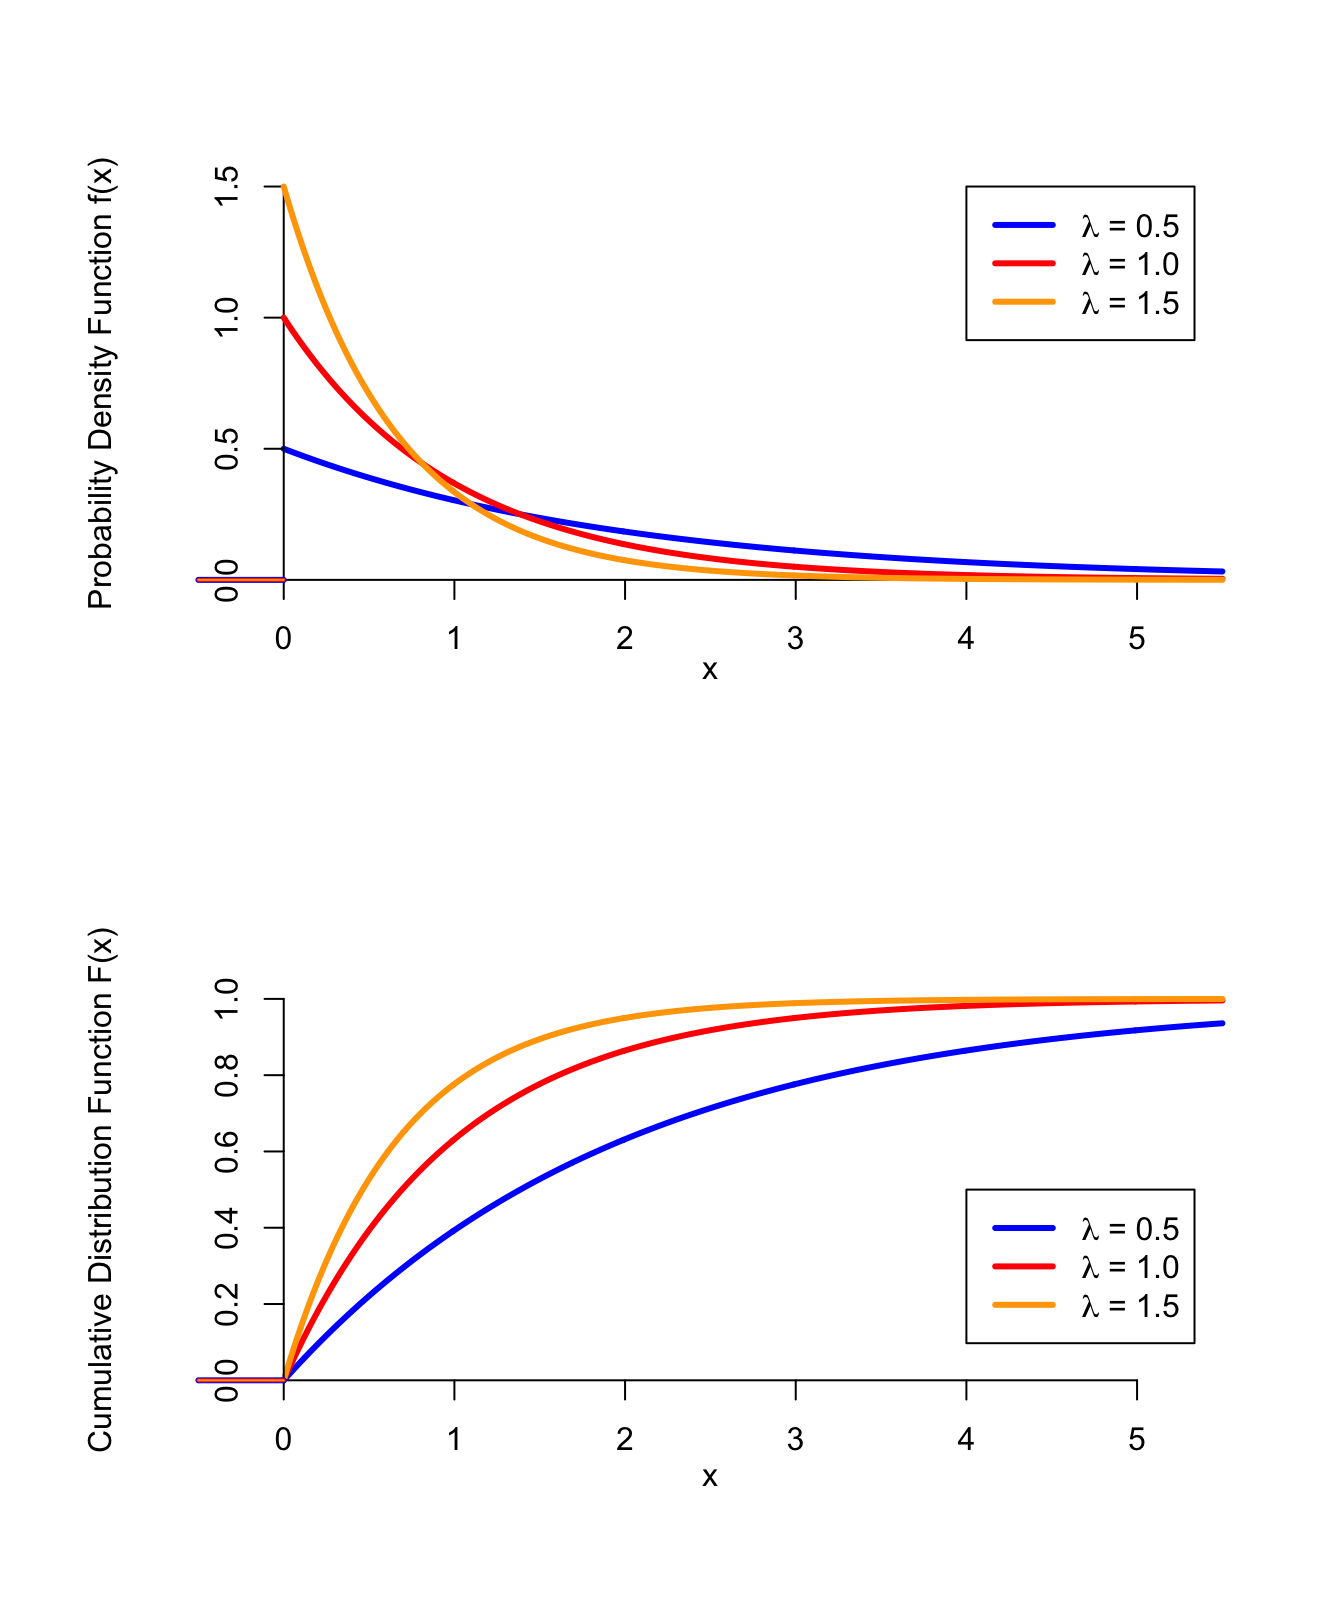 Probability Density Function f(x)
1.5
1.0
0.5
0.0
λ = 0.5
λ = 1.0
λ = 1.5
0 1 2 3 4 5
x
Cumulative Distribution Function F(x)
1.0
0.8
0.6
0.4
0.2
0.0
λ = 0.5
λ = 1.0
λ = 1.5
0 1 2 3 4 5
x